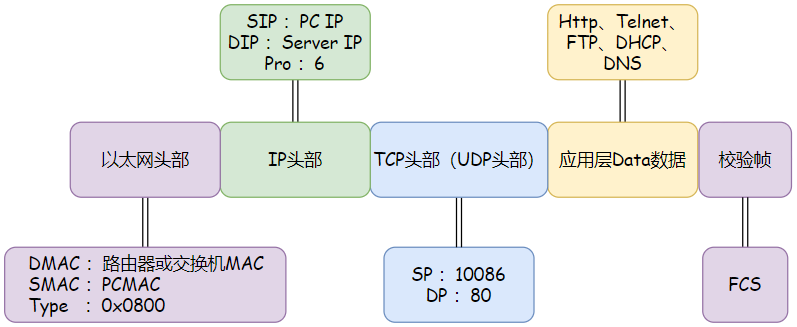 SIP： PC IP
DIP： Server IP
Pro： 6
Http、Telnet、
FTP、DHCP、
DNS
以太网头部
IP头部
TCP头部（UDP头部）
应用层Data数据
校验帧
DMAC： 路由器或交换机MAC
SMAC： PCMAC
Type ：0x0800
SP： 10086
DP： 80
FCS